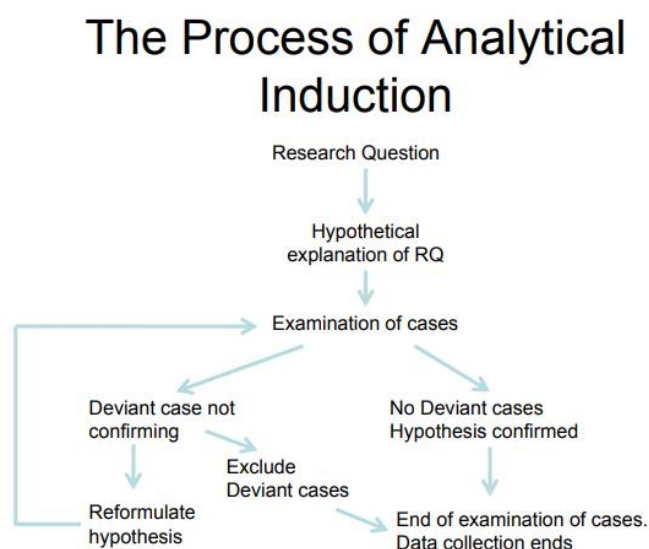 The Process of Analytical
Induction
Research Question
Hypothetical
explanation of RQ
Examination of cases
Deviant case not
confirming
No Deviant cases
Hypothesis confirmed
Exclude
Deviant cases
Reformulate
hypothesis
End of examination of cases.
Data collection ends